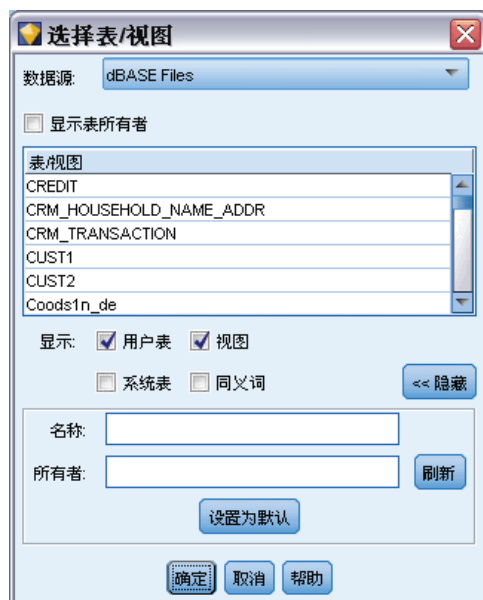 选择表/视图
数据源: dBASE Files
显示表所有者
表/视图
CREDIT
CRM_HOUSEHOLD_NAME_ADDR
CRM_TRANSACTION
CUST1
CUST2
Coods1n_de
显示: 用户表 视图
系统表 同义词 << 隐藏
名称:
所有者: 刷新
设置为默认
确定 取消 帮助